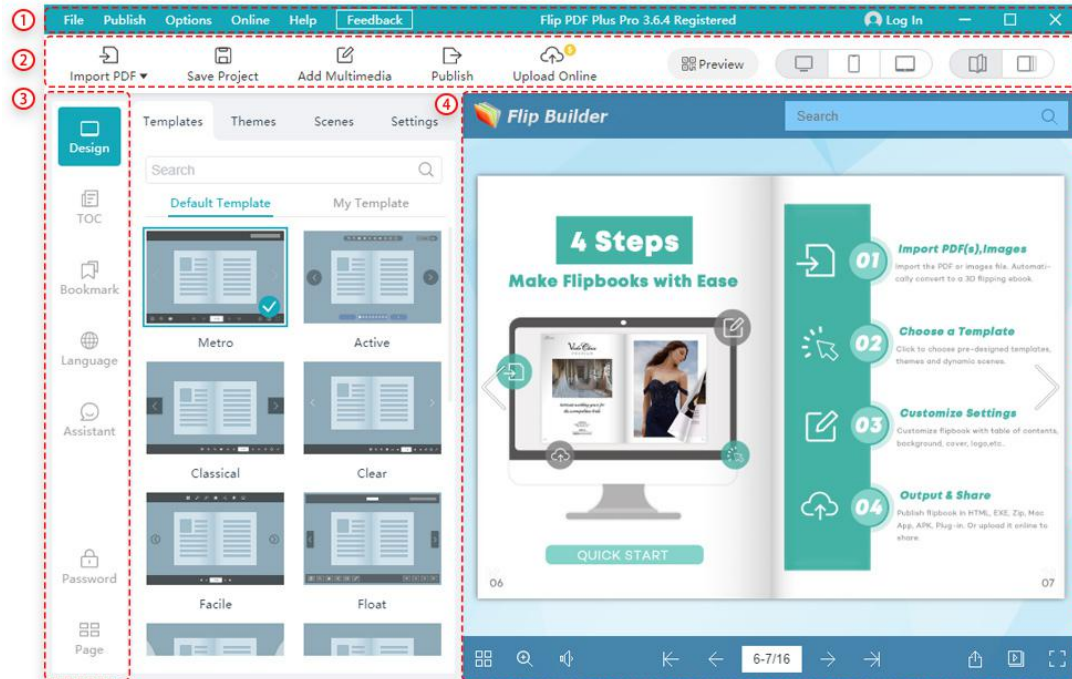 ①
File Publish Options Online Help Feedback Flip PDF Plus Pro 3.6.4 Registered Log In
②
Import PDF▼ Save Project Add Multimedia Publish Upload Online Preview
③
④
Design
TOC
Bookmark
Language
Assistant
Password
Page
Templates Themes Scenes Settings
Search
Default Template My Template
Metro Active
Classical Clear
Facile Float
Flip Builder
Search
4 Steps
Make Flipbooks with Ease
QUICK START
06
01
Import PDF(s),Images
Import the PDF or images file. Automati-
cally convert to a 3D flipping ebook.
02
Choose a Template
Click to choose pre-designed templates,
themes and dynamic scenes.
03
Customize Settings
Customize flipbook with table of contents,
background, cover, logo,etc.
04
Output & Share
Publish flipbook in HTML, EXE, Zip, Mac
App, APK, Plug-in. Or upload it online to
share.
07
6-7/16